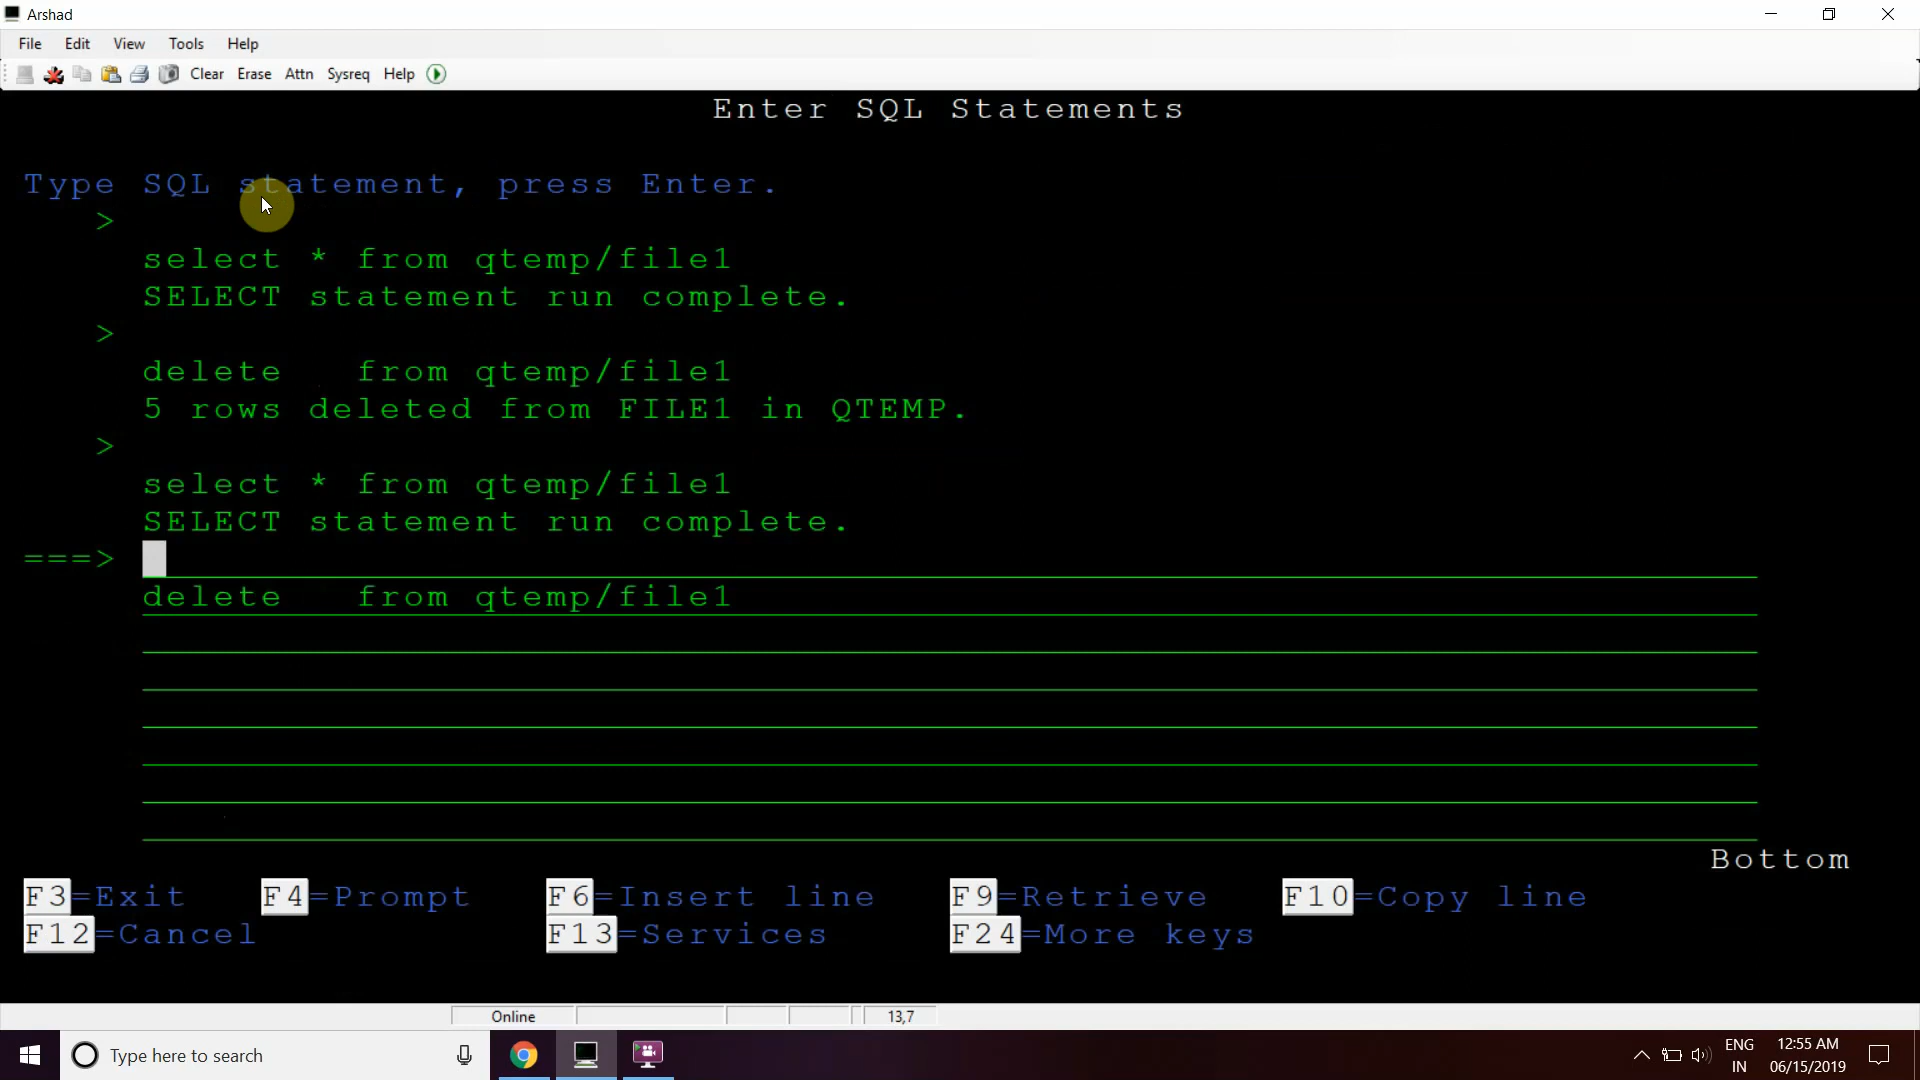 Arshad
File Edit View Tools Help
Clear Erase Attn Sysreq Help
Enter SQL Statements
Type SQL statement, press Enter.
>
select * from qtemp/file1
SELECT statement run complete.
>
delete   from qtemp/file1
5 rows deleted from FILE1 in QTEMP.
>
select * from qtemp/file1
SELECT statement run complete.
===>
delete   from qtemp/file1
Bottom
F3=Exit F4=Prompt F6=Insert line F9=Retrieve F10=Copy line
F12=Cancel F13=Services F24=More keys
Online 13,7
Type here to search
ENG 12:55 AM
IN 06/15/2019